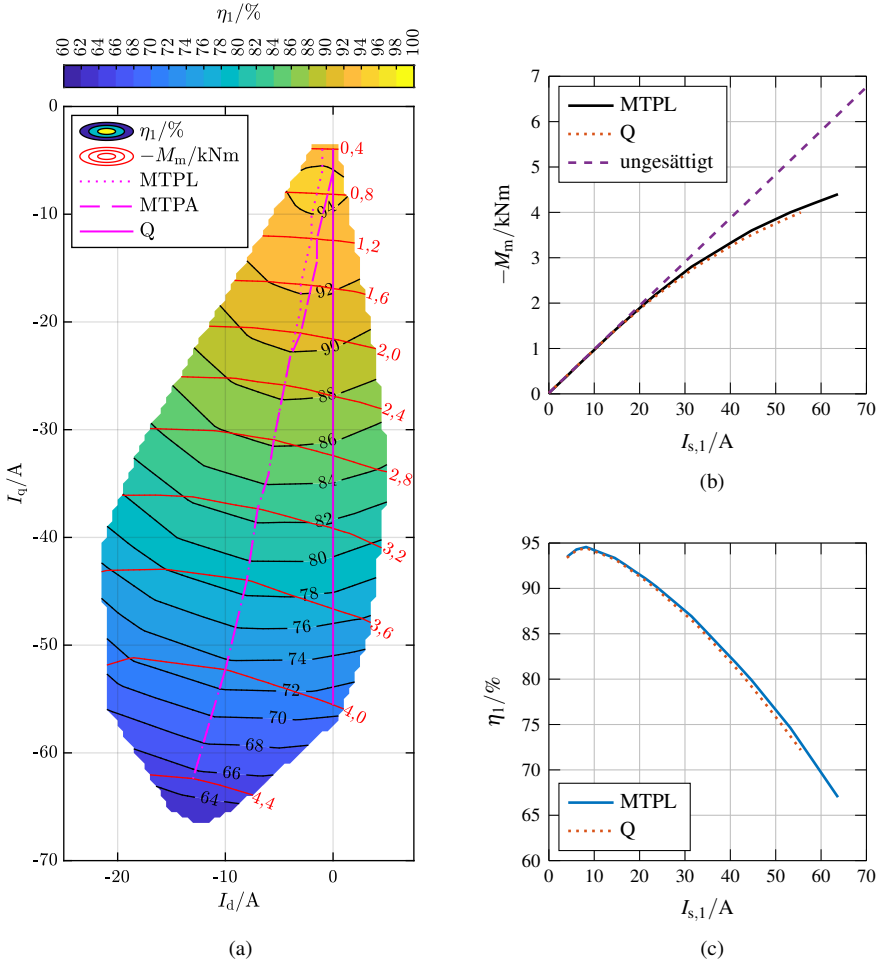 η₁/%
60 62 64 66 68 70 72 74 76 78 80 82 84 86 88 90 92 94 96 98 100
η₁/%
−Mₘ/kNm
MTPL
MTPA
Q
0
-10
-20
-30
-40
-50
-60
-70
I_q/A
-20 -10 0
I_d/A
0,4
0,8
1,2
1,6
2,0
2,4
2,8
3,2
3,6
4,0
4,4
94
92
90
88
86
84
82
80
78
76
74
72
70
68
66
64
(a)
7
6
5
4
3
2
1
0
−Mₘ/kNm
MTPL
Q
ungesättigt
0 10 20 30 40 50 60 70
I_s,1/A
(b)
95
90
85
80
75
70
65
60
η₁/%
MTPL
Q
0 10 20 30 40 50 60 70
I_s,1/A
(c)